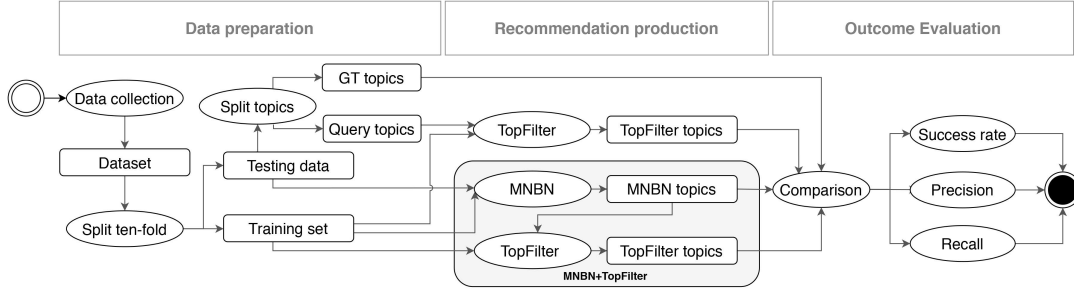 Data preparation
Recommendation production
Outcome Evaluation
GT topics
Data collection
Split topics
Query topics
TopFilter
TopFilter topics
Success rate
Dataset
Testing data
MNBN
MNBN topics
Comparison
Precision
Split ten-fold
Training set
TopFilter
TopFilter topics
Recall
MNBN+TopFilter